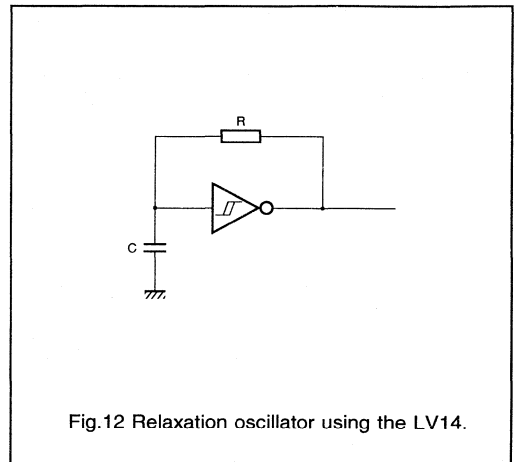 R
C
Fig.12 Relaxation oscillator using the LV14.